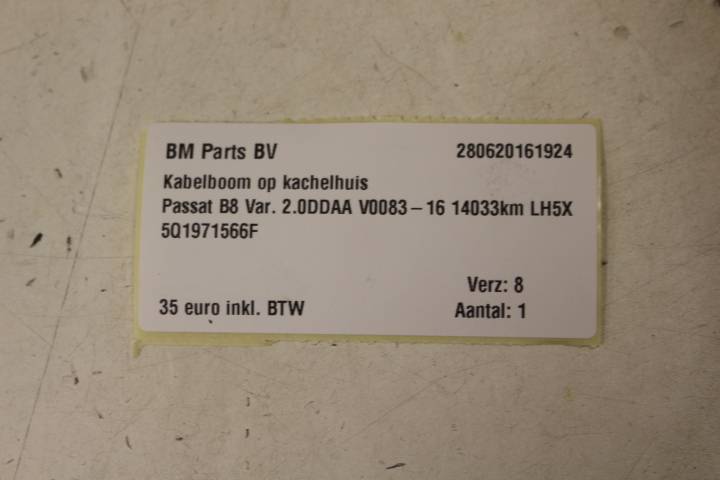 BM Parts BV 280620161924
Kabelboom op kachelhuis
Passat B8 Var. 2.0DDAA V0083-16 14033km LH5X
5Q1971566F
Verz: 8
35 euro inkl. BTW Aantal: 1